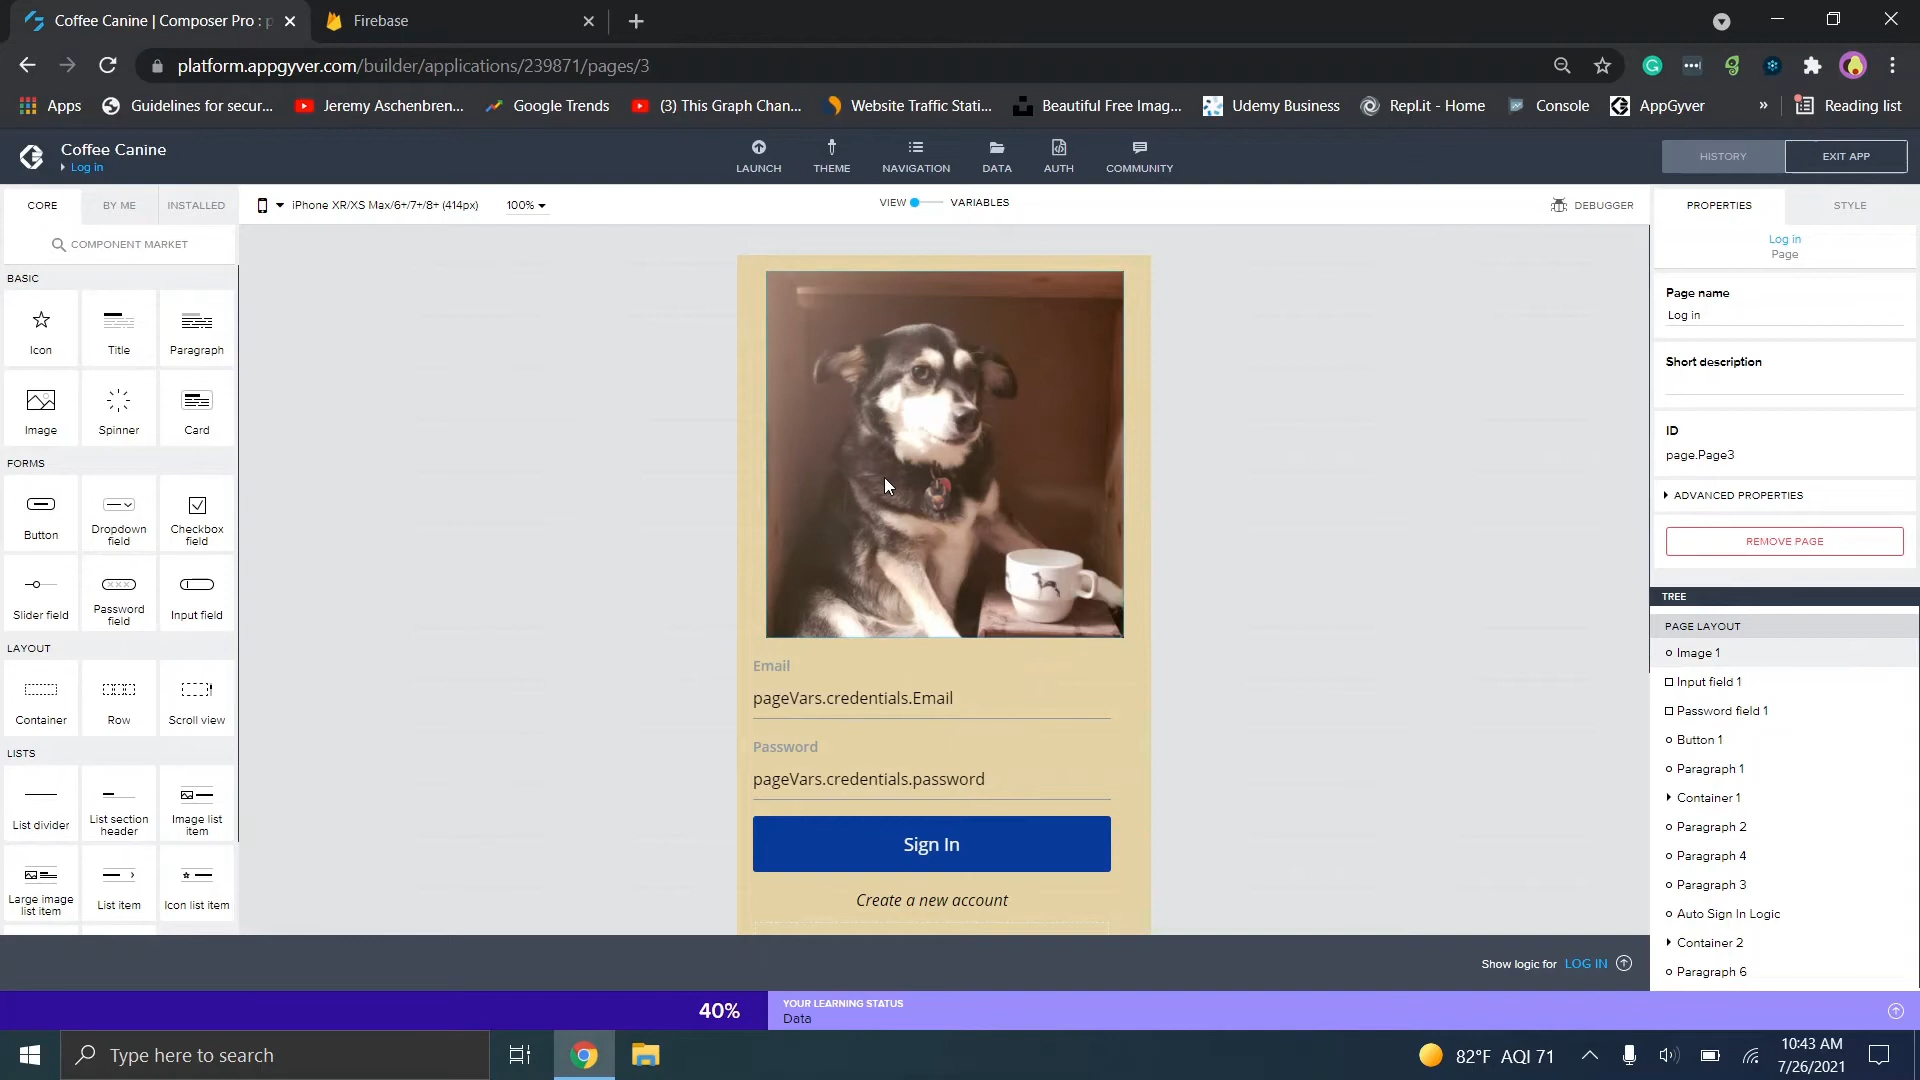 Coffee Canine | Composer Pro : p
Firebase
platform.appgyver.com/builder/applications/239871/pages/3
Apps
Guidelines for secur...
Jeremy Aschenbren...
Google Trends
(3) This Graph Chan...
Website Traffic Stati...
Beautiful Free Imag...
Udemy Business
Repl.it - Home
Console
AppGyver
»
Reading list
Coffee Canine
Log in
LAUNCH
THEME
NAVIGATION
DATA
AUTH
COMMUNITY
HISTORY
EXIT APP
CORE
BY ME
INSTALLED
iPhone XR/XS Max/6+/7+/8+ (414px)
100%
VIEW
VARIABLES
DEBUGGER
PROPERTIES
STYLE
COMPONENT MARKET
BASIC
Icon
Title
Paragraph
Image
Spinner
Card
FORMS
Button
Dropdown
field
Checkbox
field
Slider field
Password
field
Input field
LAYOUT
Container
Row
Scroll view
LISTS
List divider
List section
header
Image list
item
Large image
list item
List item
Icon list item
Email
pageVars.credentials.Email
Password
pageVars.credentials.password
Sign In
Create a new account
Log in
Page
Page name
Log in
Short description
ID
page.Page3
ADVANCED PROPERTIES
REMOVE PAGE
TREE
PAGE LAYOUT
Image 1
Input field 1
Password field 1
Button 1
Paragraph 1
Container 1
Paragraph 2
Paragraph 4
Paragraph 3
Auto Sign In Logic
Container 2
Paragraph 6
Show logic for LOG IN
40%
YOUR LEARNING STATUS
Data
Type here to search
82°F AQI 71
10:43 AM
7/26/2021